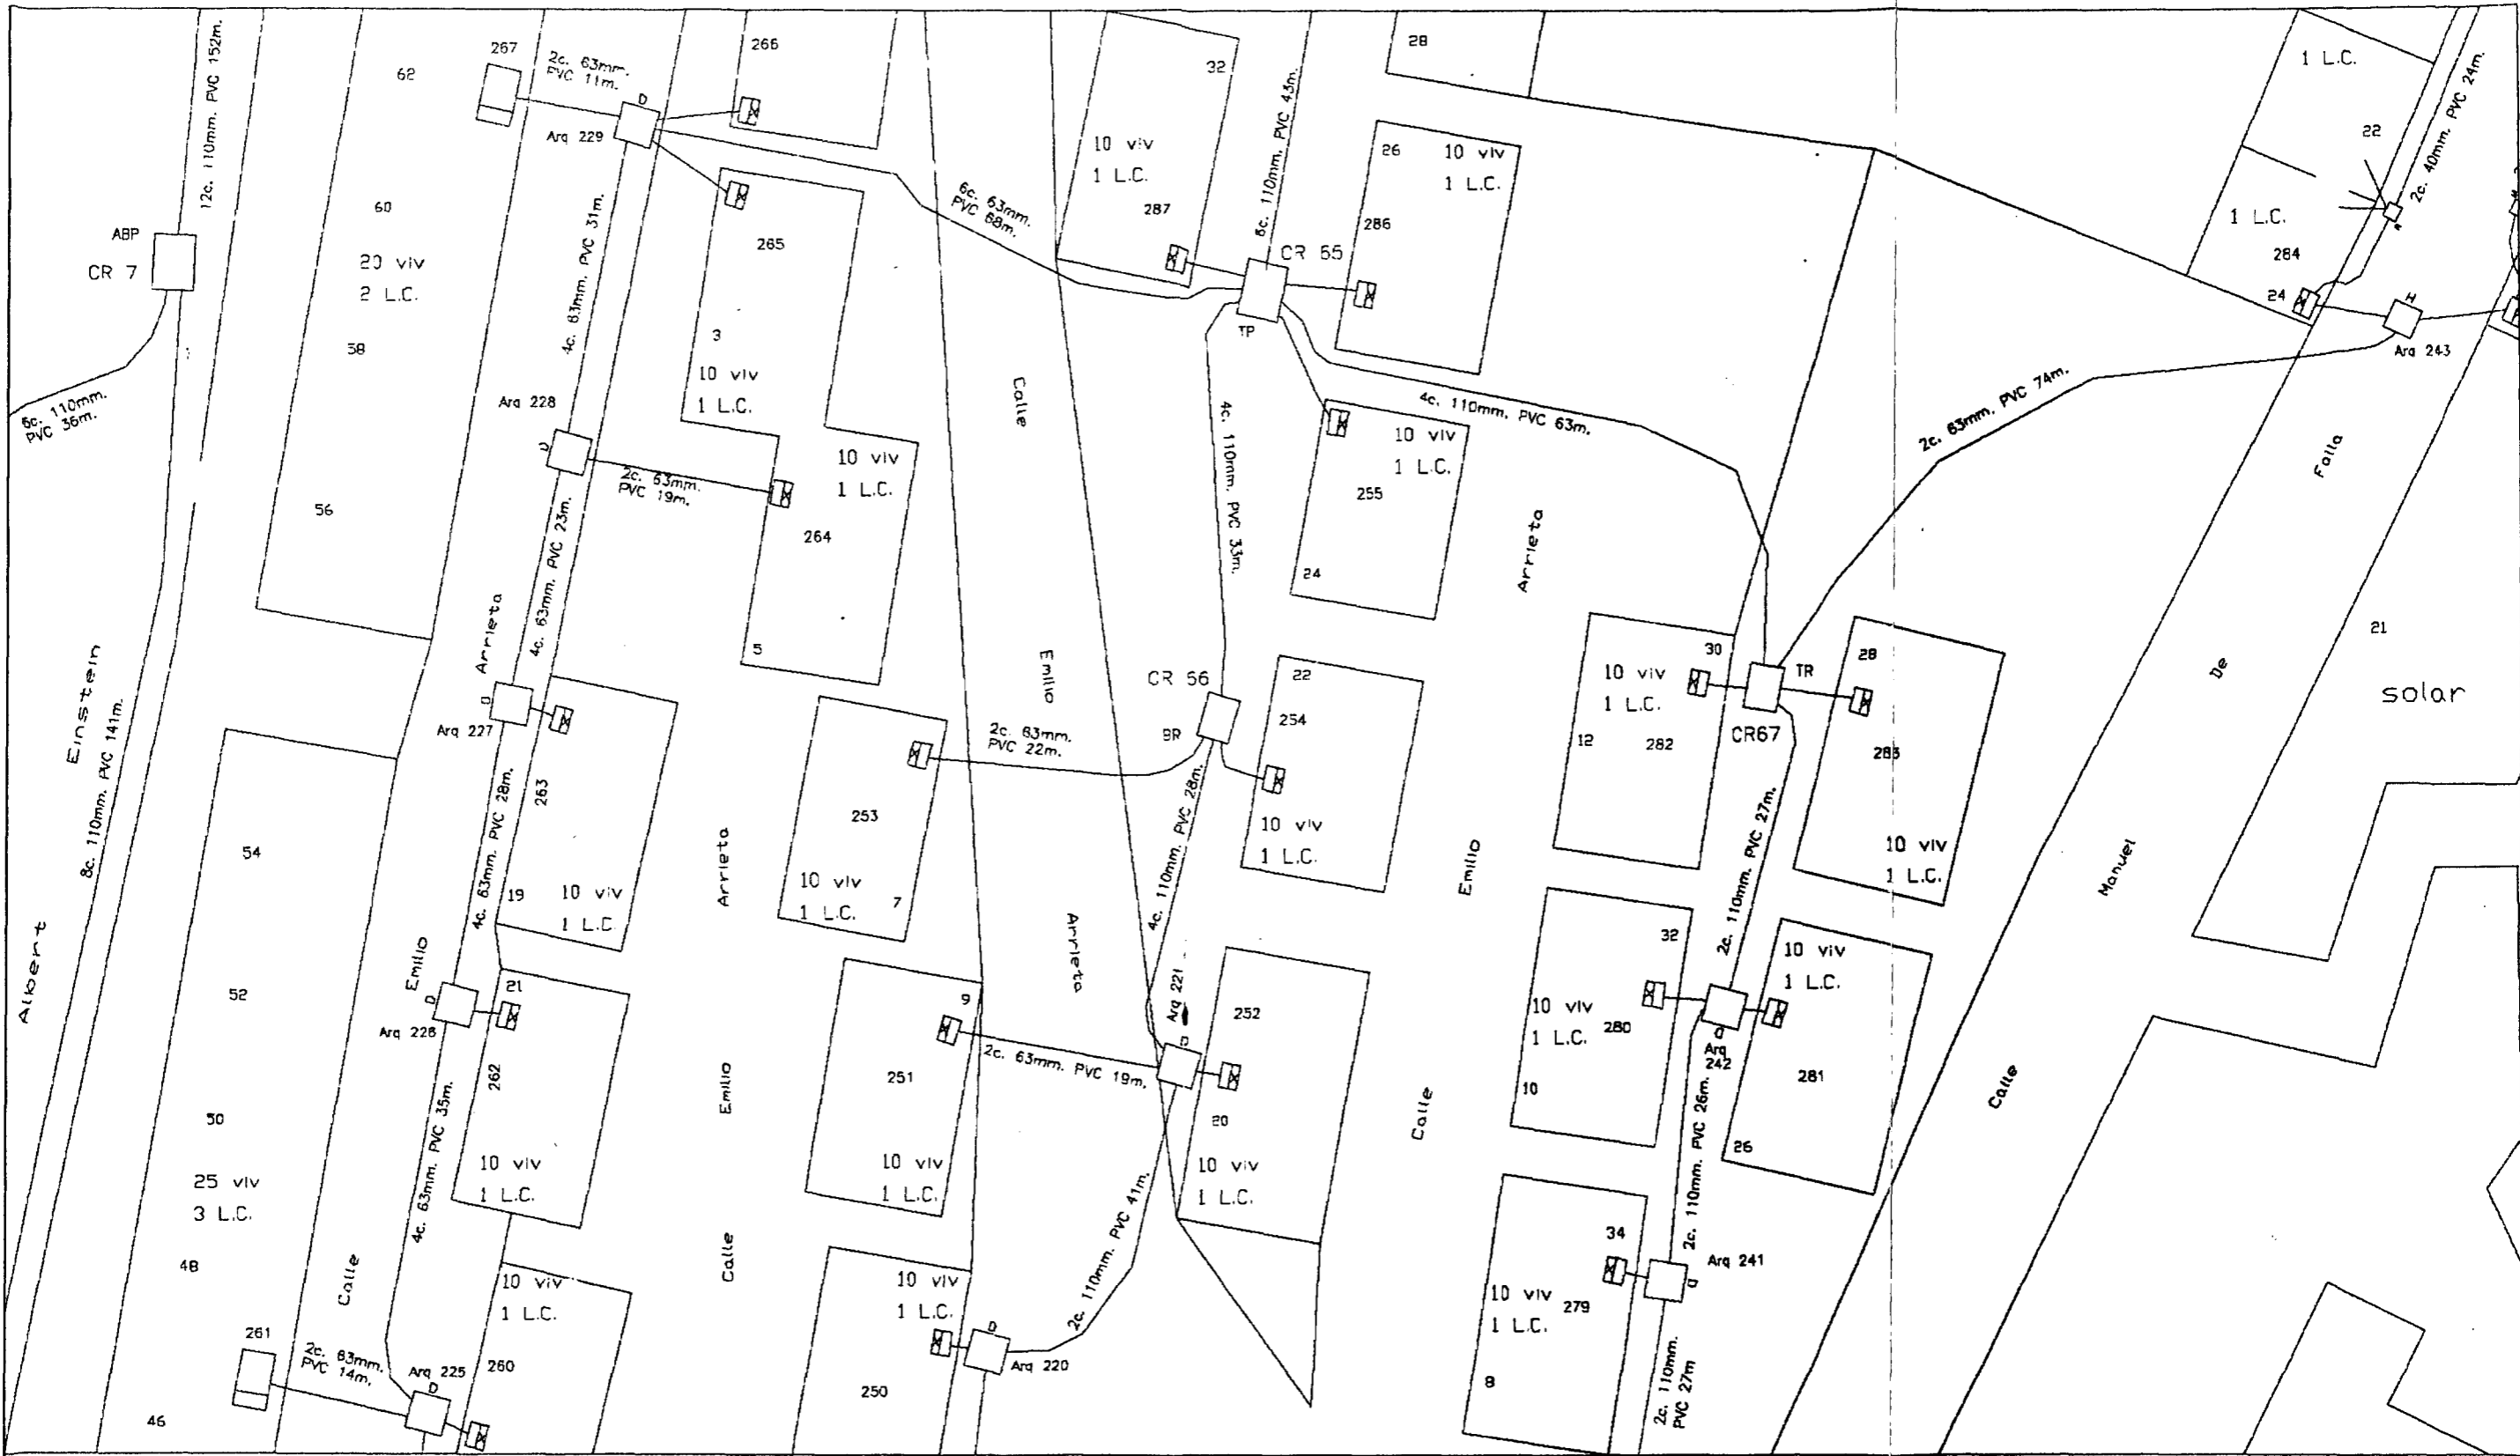 12c. 110mm. PVC 152m.
ABP
CR 7
6c. 110mm.
PVC 36m.
62
60
20 viv
2 L.C.
58
56
267
2c. 63mm.
PVC 11m.
D
Arq 229
266
4c. 63mm. PVC 31m.
265
3
10 viv
1 L.C.
Arq 228
D
2c. 63mm.
PVC 19m.
10 viv
1 L.C.
264
5
4c. 63mm. PVC 23m.
Arrieta
D
Arq 227
4c. 63mm. PVC 28m.
263
19
10 viv
1 L.C.
Emilio
D
Arq 226
21
262
10 viv
1 L.C.
4c. 63mm. PVC 35m.
Calle
10 viv
1 L.C.
260
Arq 225
D
261
2c. 63mm.
PVC 14m.
Einstein
8c. 110mm. PVC 141m.
Albert
54
52
50
25 viv
3 L.C.
48
46
32
10 viv
1 L.C.
287
6c. 63mm.
PVC 68m.
6c. 110mm. PVC 43m.
CR 55
TP
28
26
10 viv
1 L.C.
286
4c. 110mm. PVC 63m.
4c. 110mm. PVC 33m.
10 viv
1 L.C.
255
24
Calle
Emilio
Arrieta
CR 56
BR
2c. 63mm.
PVC 22m.
22
254
10 viv
1 L.C.
253
10 viv
1 L.C.
7
4c. 110mm. PVC 28m.
Arq 221
D
252
20
10 viv
1 L.C.
9
2c. 63mm. PVC 19m.
251
10 viv
1 L.C.
2c. 110mm. PVC 41m.
10 viv
1 L.C.
D
Arq 220
250
Arrieta
Emilio
Calle
Arrieta
Emilio
Calle
30
10 viv
1 L.C.
12
282
TR
CR67
28
283
10 viv
1 L.C.
2c. 63mm. PVC 74m.
2c. 110mm. PVC 27m.
32
10 viv
1 L.C.
280
10
D
Arq
242
10 viv
1 L.C.
281
26
2c. 110mm. PVC 26m.
34
10 viv
1 L.C.
279
8
Arq 241
D
2c. 110mm.
PVC 27m
1 L.C.
22
2c. 40mm. PVC 24m.
1 L.C.
284
24
H
Arq 243
Falla
De
Manuel
Calle
21
solar